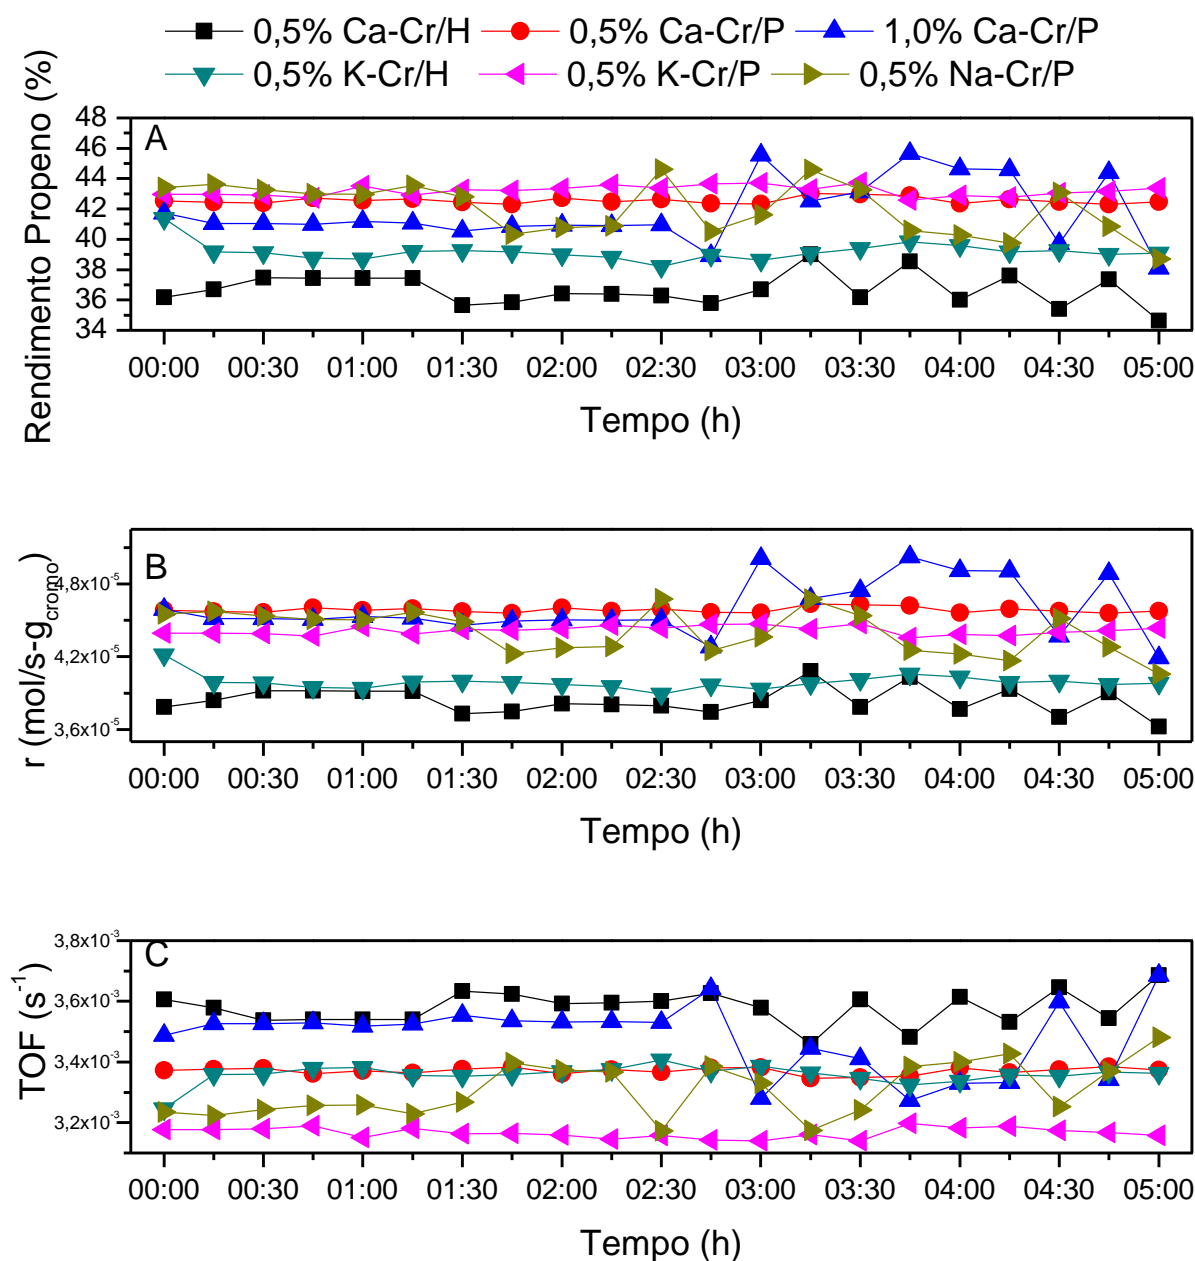 0,5% Ca-Cr/H 0,5% Ca-Cr/P 1,0% Ca-Cr/P
0,5% K-Cr/H 0,5% K-Cr/P 0,5% Na-Cr/P
A
Rendimento Propeno (%)
48
46
44
42
40
38
36
34
00:00 00:30 01:00 01:30 02:00 02:30 03:00 03:30 04:00 04:30 05:00
Tempo (h)
B
r (mol/s-g_cromo)
4,8x10^-5
4,2x10^-5
3,6x10^-5
00:00 00:30 01:00 01:30 02:00 02:30 03:00 03:30 04:00 04:30 05:00
Tempo (h)
C
TOF (s^-1)
3,8x10^-3
3,6x10^-3
3,4x10^-3
3,2x10^-3
00:00 00:30 01:00 01:30 02:00 02:30 03:00 03:30 04:00 04:30 05:00
Tempo (h)